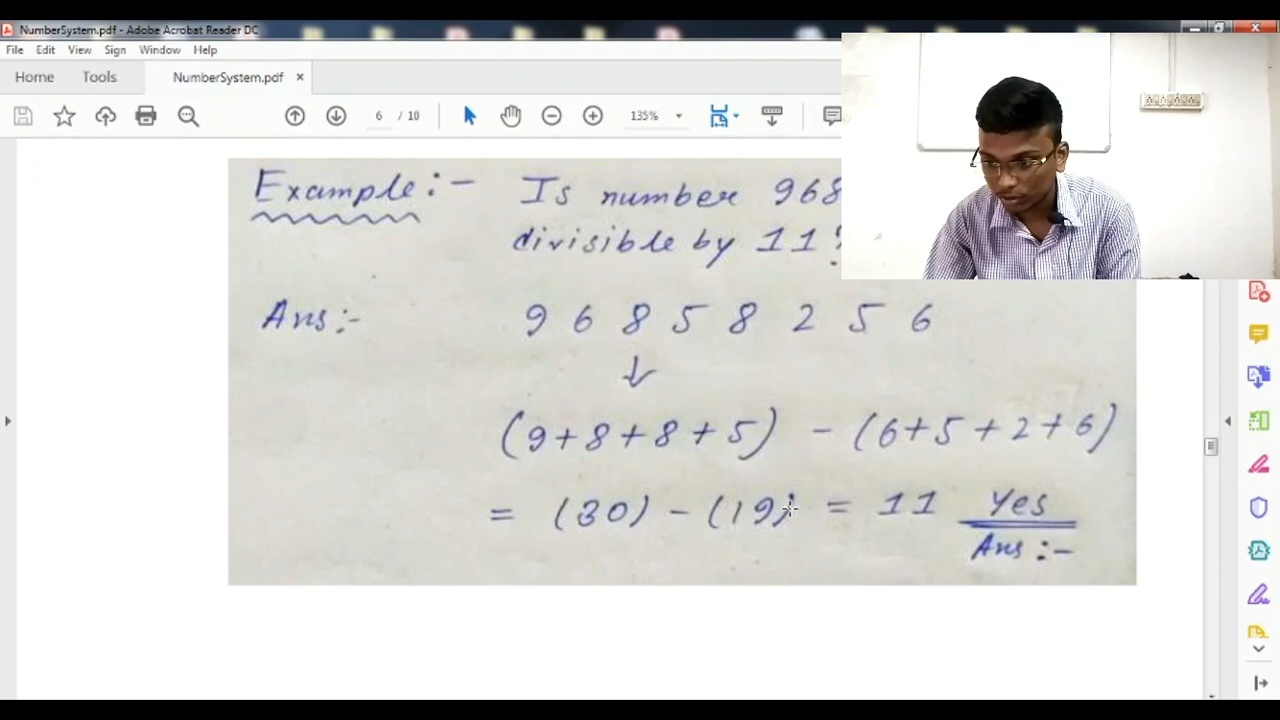 NumberSystem.pdf - Adobe Acrobat Reader DC
File Edit View Sign Window Help
Home Tools NumberSystem.pdf ×
6 / 10 135%
Example:- Is number 968
divisible by 11?
Ans:- 9 6 8 5 8 2 5 6
↓
(9+8+8+5) - (6+5+2+6)
= (30) - (19) = 11 Yes
Ans:-